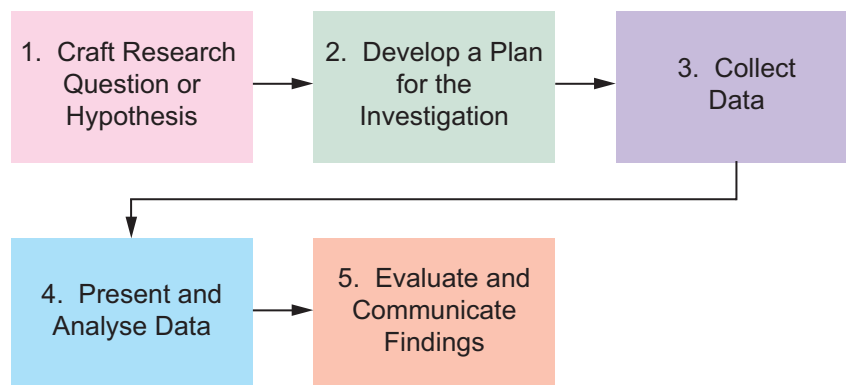 1. Craft Research
Question or
Hypothesis
2. Develop a Plan
for the
Investigation
3. Collect
Data
4. Present and
Analyse Data
5. Evaluate and
Communicate
Findings